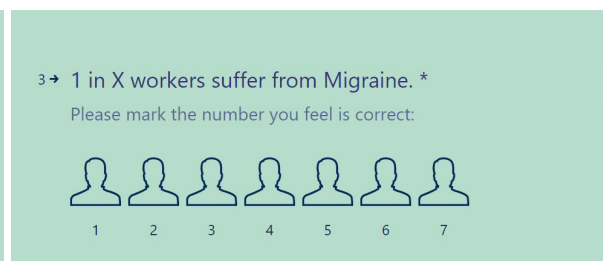 3→ 1 in X workers suffer from Migraine. *
Please mark the number you feel is correct:
1 2 3 4 5 6 7